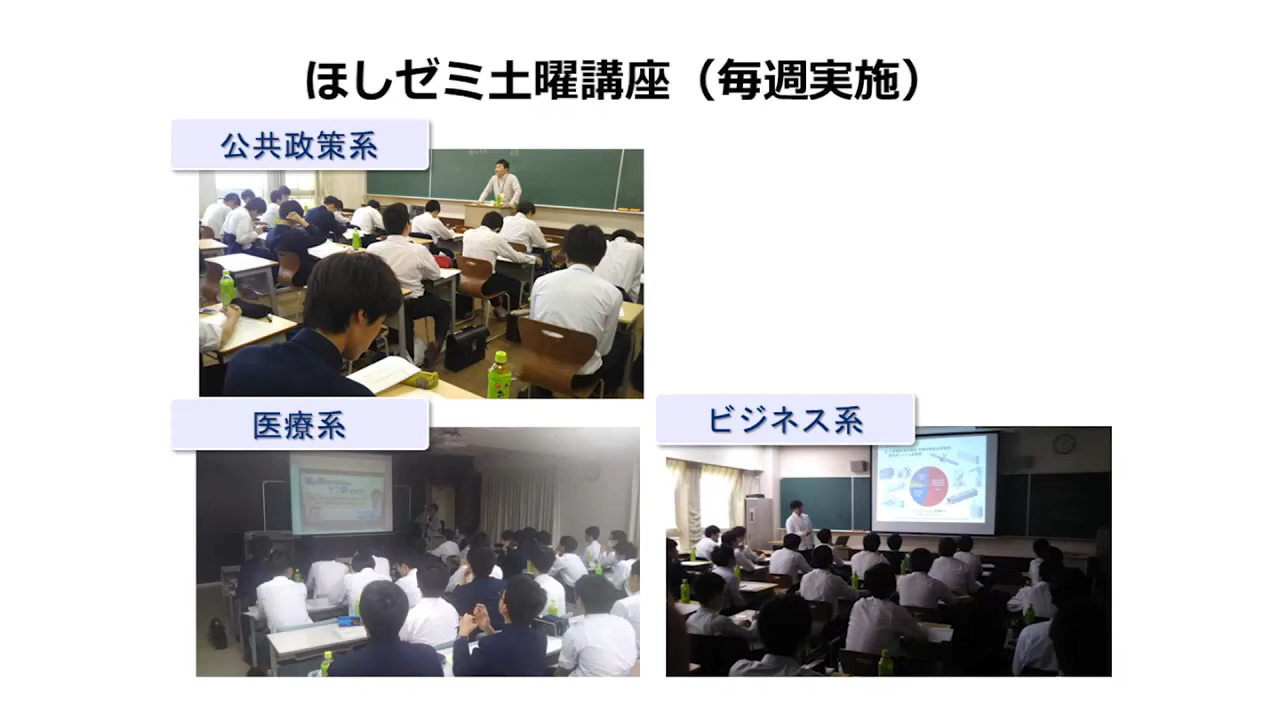 ほしゼミ土曜講座（毎週実施）
公共政策系
医療系
ビジネス系